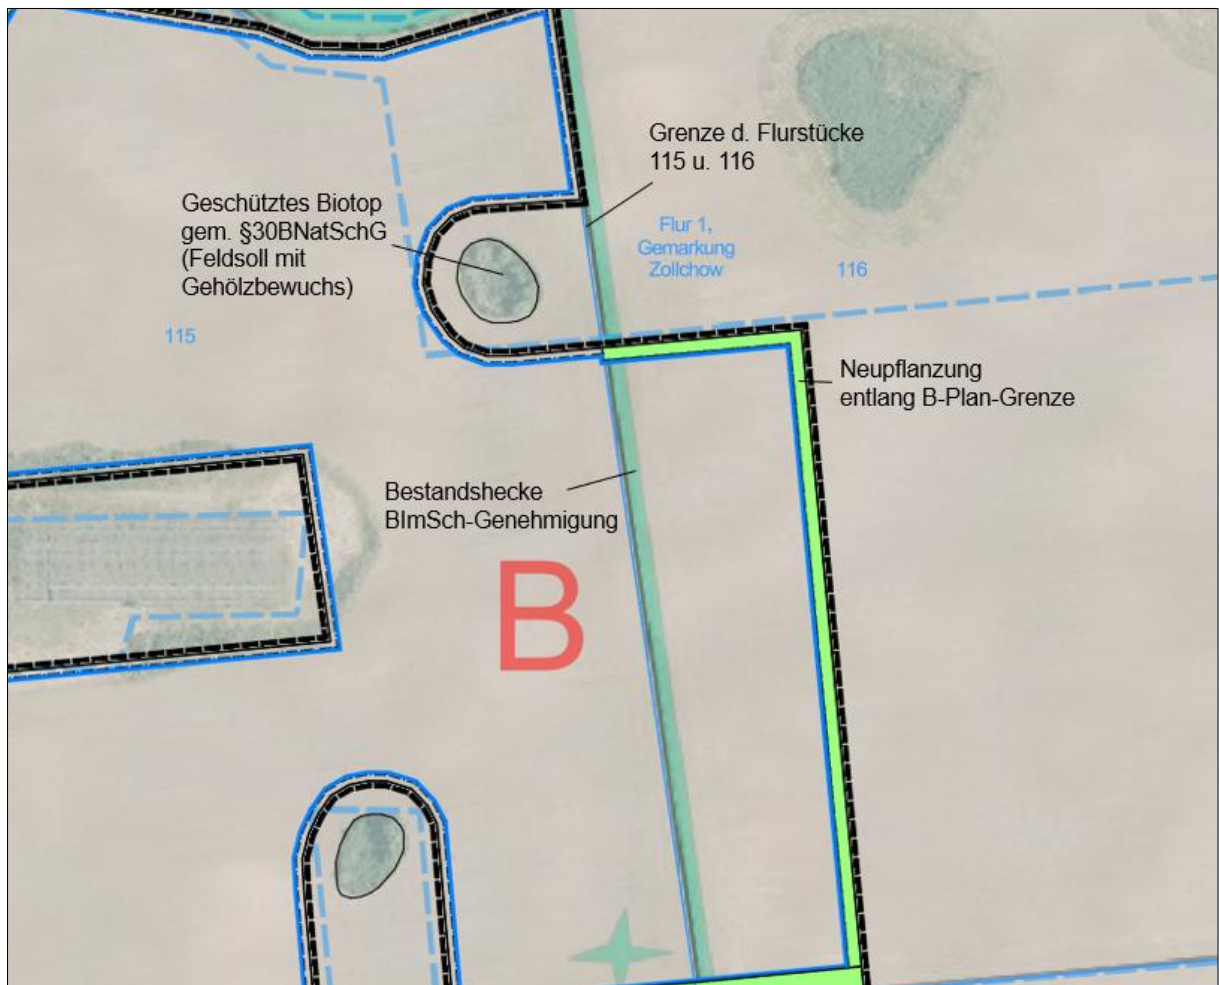 Grenze d. Flurstücke
115 u. 116
Geschütztes Biotop
gem. §30BNatSchG
(Feldsoll mit
Gehölzbewuchs)
Flur 1,
Gemarkung
Zollchow
116
115
Neupflanzung
entlang B-Plan-Grenze
Bestandshecke
BImSch-Genehmigung
B